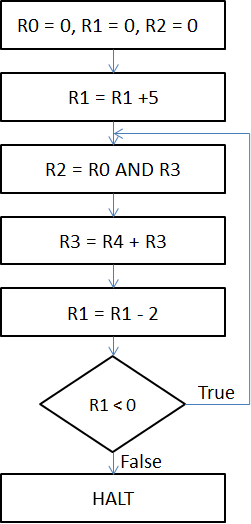 R0 = 0, R1 = 0, R2 = 0
R1 = R1 +5
R2 = R0 AND R3
R3 = R4 + R3
R1 = R1 - 2
R1 < 0
True
False
HALT